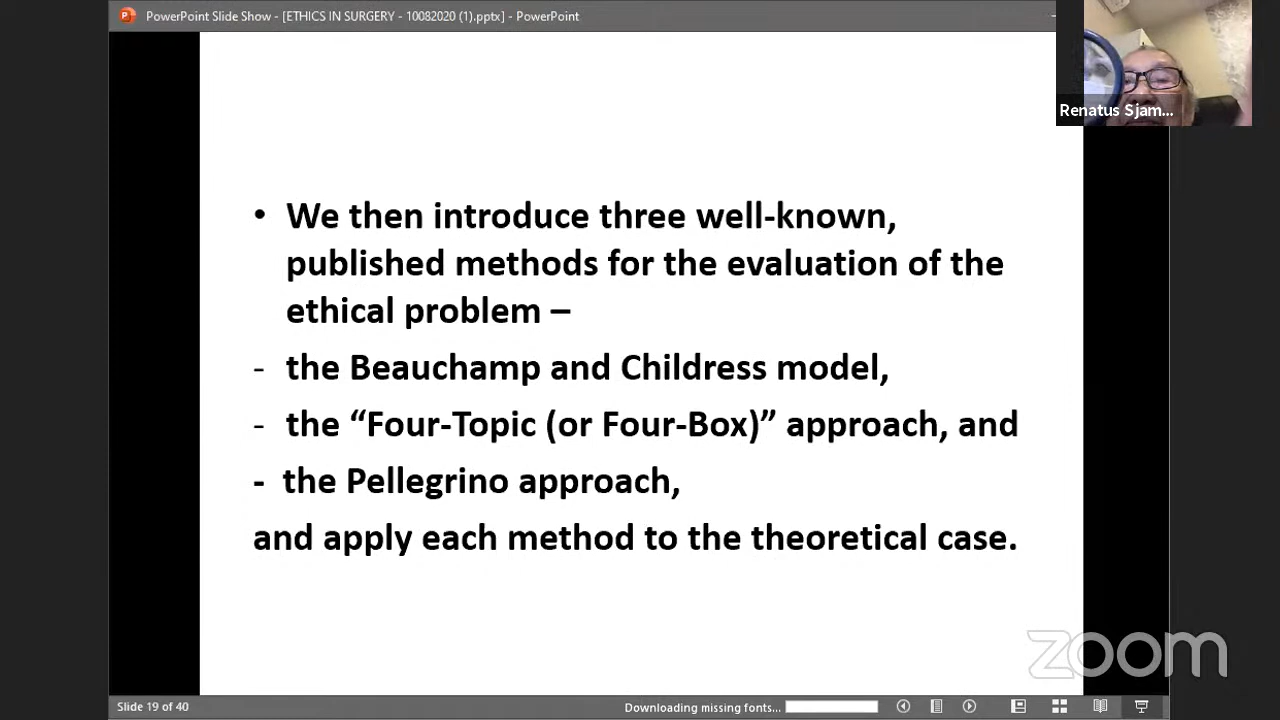 PowerPoint Slide Show - [ETHICS IN SURGERY - 10082020 (1).pptx] - PowerPoint
Renatus Sjam...
• We then introduce three well-known,
published methods for the evaluation of the
ethical problem –
- the Beauchamp and Childress model,
- the “Four-Topic (or Four-Box)” approach, and
- the Pellegrino approach,
and apply each method to the theoretical case.
zoom
Slide 19 of 40
Downloading missing fonts...